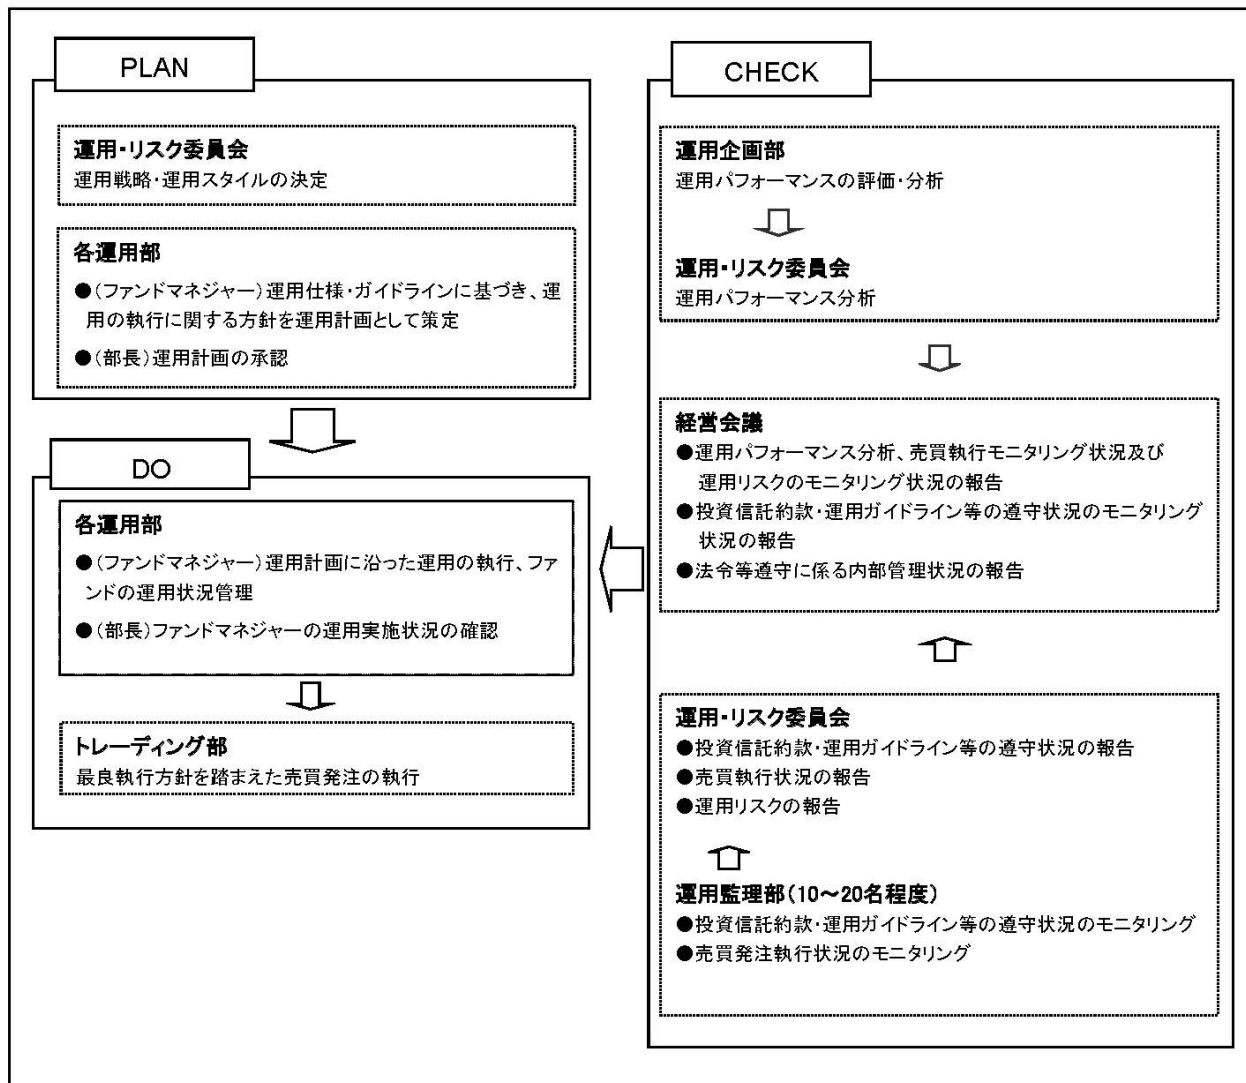 PLAN
運用・リスク委員会
運用戦略・運用スタイルの決定
各運用部
●(ファンドマネジャー)運用仕様・ガイドラインに基づき、運
用の執行に関する方針を運用計画として策定
●(部長)運用計画の承認
DO
各運用部
●(ファンドマネジャー)運用計画に沿った運用の執行、ファ
ンドの運用状況管理
●(部長)ファンドマネジャーの運用実施状況の確認
トレーディング部
最良執行方針を踏まえた売買発注の執行
CHECK
運用企画部
運用パフォーマンスの評価・分析
運用・リスク委員会
運用パフォーマンス分析
経営会議
●運用パフォーマンス分析、売買執行モニタリング状況及び
運用リスクのモニタリング状況の報告
●投資信託約款・運用ガイドライン等の遵守状況のモニタリング
状況の報告
●法令等遵守に係る内部管理状況の報告
運用・リスク委員会
●投資信託約款・運用ガイドライン等の遵守状況の報告
●売買執行状況の報告
●運用リスクの報告
運用監理部(10～20名程度)
●投資信託約款・運用ガイドライン等の遵守状況のモニタリング
●売買発注執行状況のモニタリング